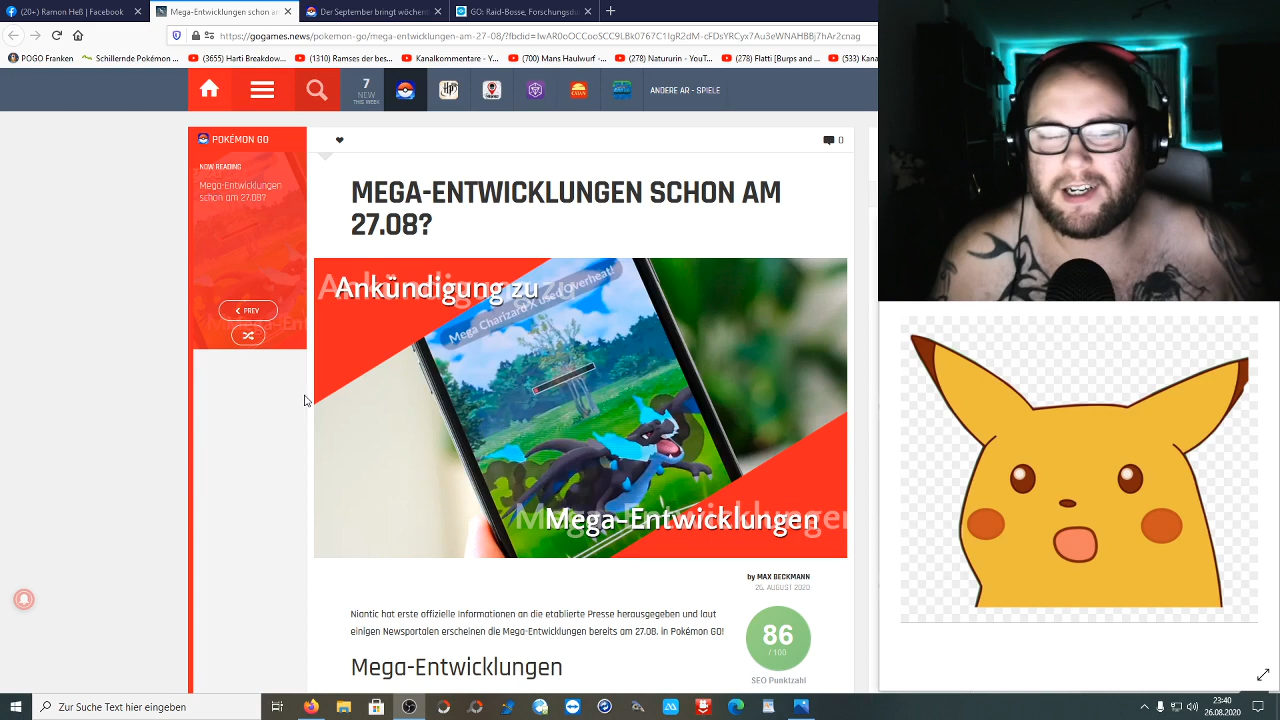 (20+) Ramon Heß | Facebook
Mega-Entwicklungen schon am
Der September bringt wöchent
GO: Raid-Bosse, Forschungsdu
https://gogames.news/pokemon-go/mega-entwicklungen-am-27-08/?fbclid=IwAR0oOCCooSCC9LBk0767C1IgR2dM-cFDsYRCyx7Au3eWNAHBBj7hAr2cnag
POGO Franken
Schillernde Pokémon ...
(3655) Harti Breakdow...
(1310) Ramses der bes...
Kanalkommentare - Y...
(700) Mans Haulwurf -...
(278) Natururin - YouT...
(278) Flatti [Burps and ...
(533) Kana
7
NEW
THIS WEEK
CATAN
ANDERE AR - SPIELE
POKÉMON GO
0
NOW READING
Mega-Entwicklungen
schon am 27.08?
PREV
MEGA-ENTWICKLUNGEN SCHON AM
27.08?
Ankündigung zu
Mega Charizard X used Overheat!
Mega-Entwicklungen
by MAX BECKMANN
26. AUGUST 2020
Niantic hat erste offizielle Informationen an die etablierte Presse herausgegeben und laut
einigen Newsportalen erscheinen die Mega-Entwicklungen bereits am 27.08. in Pokémon GO!
86
/ 100
SEO Punktzahl
Mega-Entwicklungen
Zur Suche Text hier eingeben
23:40
26.08.2020